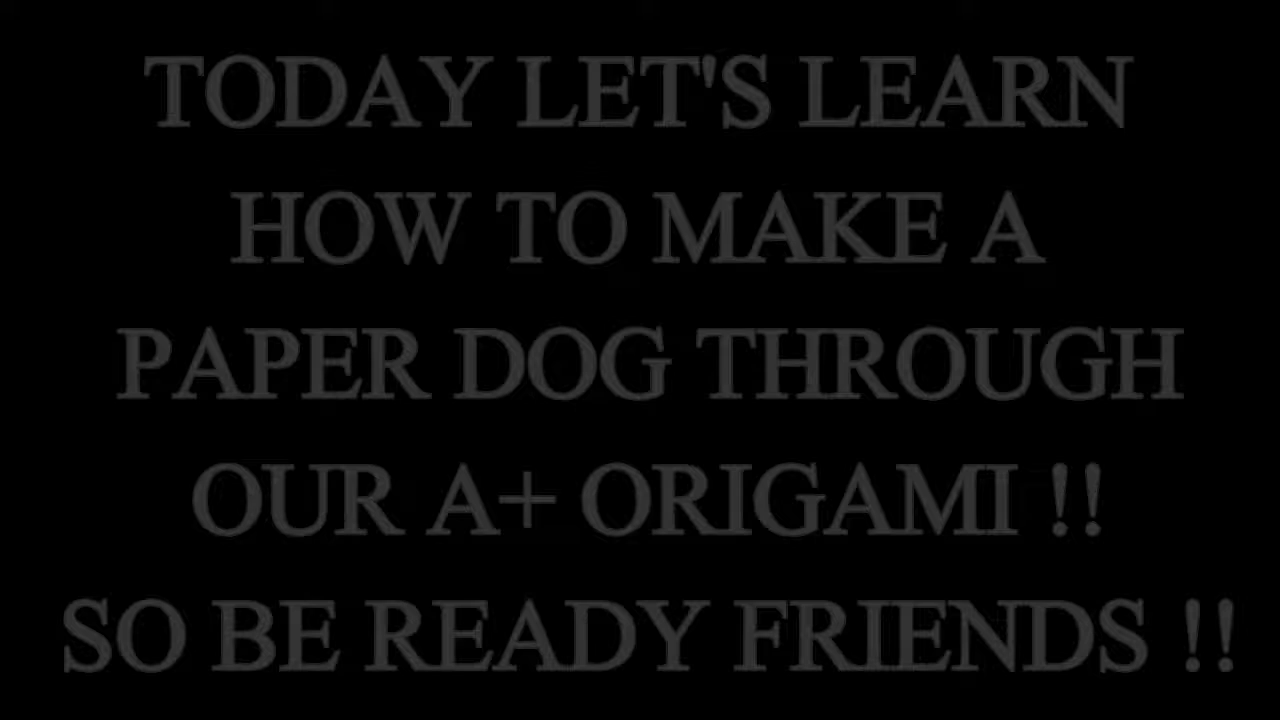 TODAY LET'S LEARN
HOW TO MAKE A
PAPER DOG THROUGH
OUR A+ ORIGAMI !!
SO BE READY FRIENDS !!